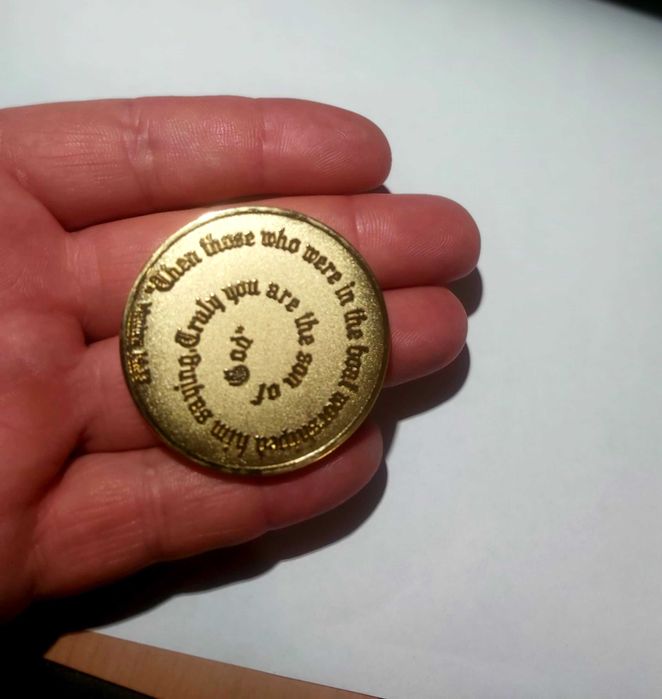 "Then those who were in the boat worshiped him saying, Truly you are the son of God"